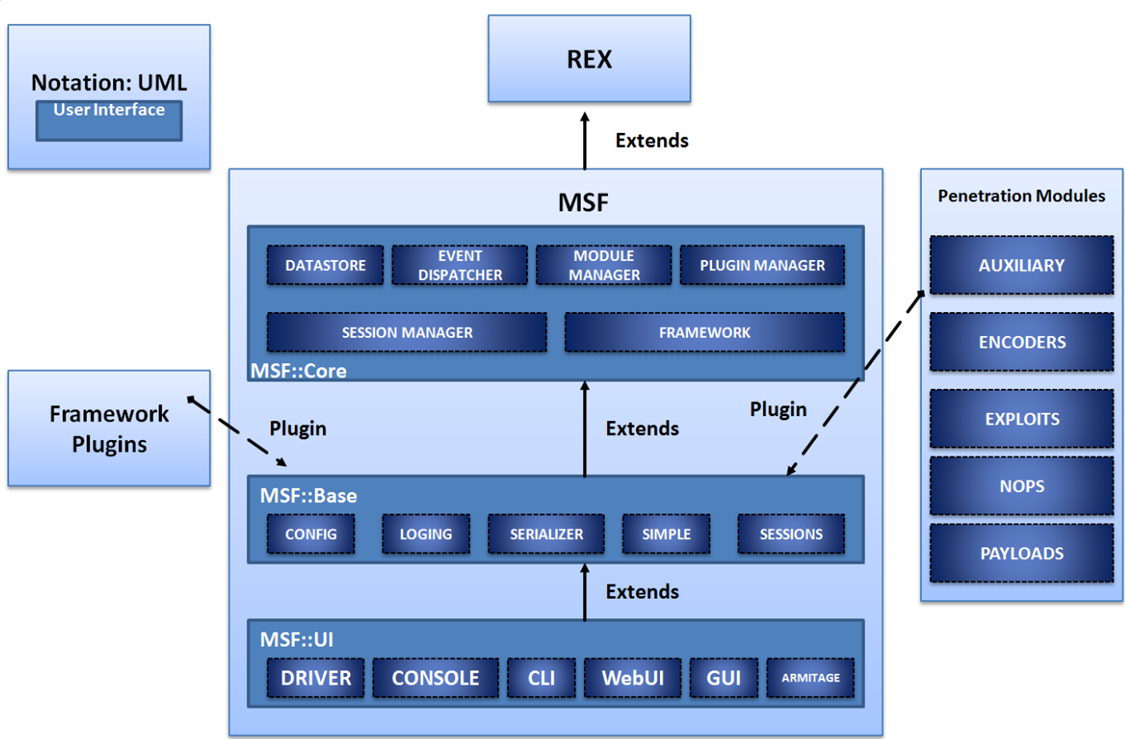 Notation: UML
User Interface
REX
Extends
MSF
DATASTORE
EVENT
DISPATCHER
MODULE
MANAGER
PLUGIN MANAGER
SESSION MANAGER
FRAMEWORK
MSF::Core
Penetration Modules
AUXILIARY
ENCODERS
EXPLOITS
NOPS
PAYLOADS
Framework
Plugins
Plugin
Extends
Plugin
MSF::Base
CONFIG
LOGING
SERIALIZER
SIMPLE
SESSIONS
Extends
MSF::UI
DRIVER
CONSOLE
CLI
WebUI
GUI
ARMITAGE